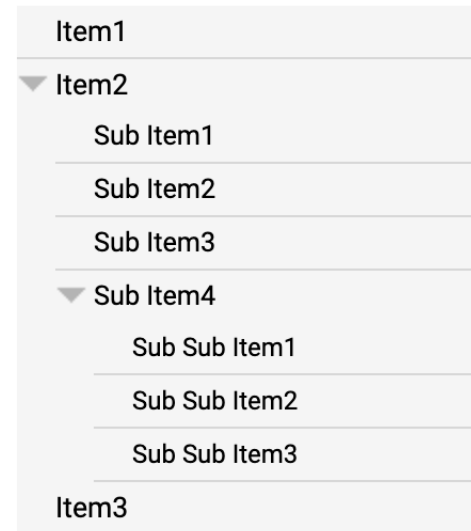 Item1
Item2
Sub Item1
Sub Item2
Sub Item3
Sub Item4
Sub Sub Item1
Sub Sub Item2
Sub Sub Item3
Item3